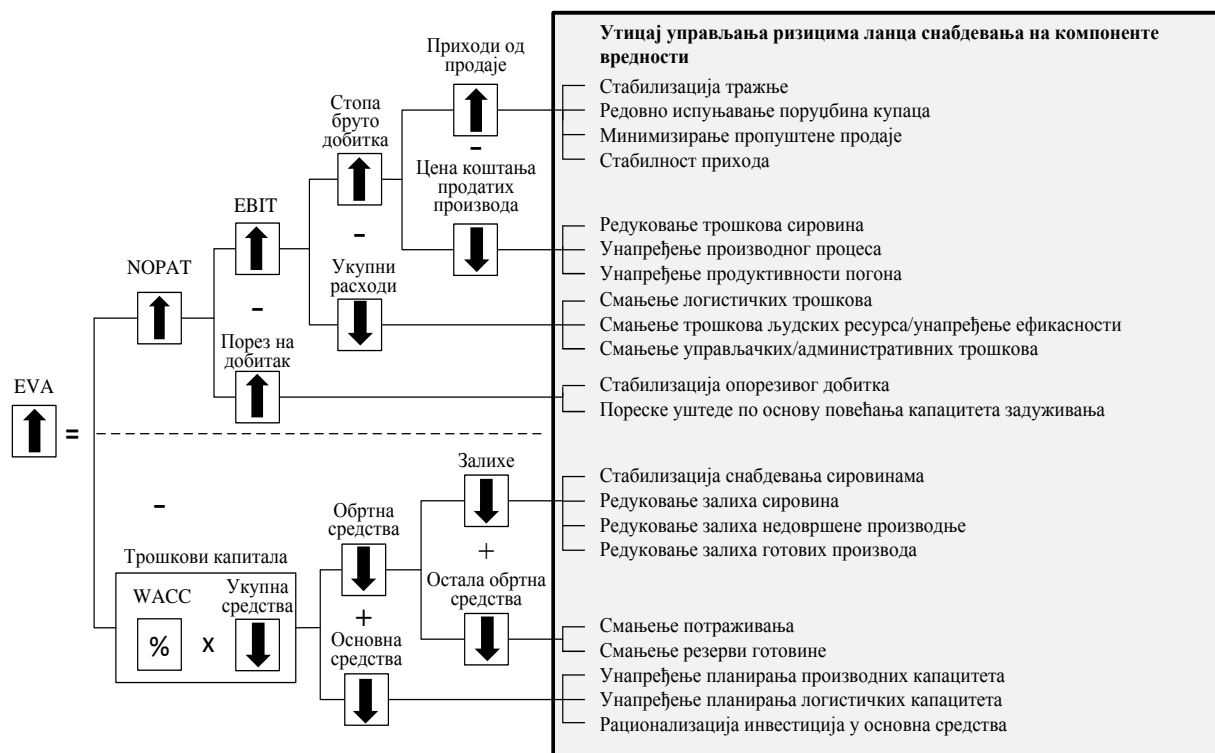 Утицај управљања ризицима ланца снабдевања на компоненте
вредности
Приходи од
продаје
Стабилизација тражње
Редовно испуњавање поруџбина купаца
Минимизирање пропуштене продаје
Стабилност прихода
Стопа
бруто
добитка
-
Цена коштања
продатих
производа
Редуковање трошкова сировина
Унапређење производног процеса
Унапређење продуктивности погона
EBIT
-
Укупни
расходи
Смањење логистичких трошкова
Смањење трошкова људских ресурса/унапређење ефикасности
Смањење управљачких/административних трошкова
NOPAT
-
Порез на
добитак
Стабилизација опорезивог добитка
Пореске уштеде по основу повећања капацитета задуживања
EVA
=
-
Залихе
Стабилизација снабдевања сировинама
Редуковање залиха сировина
Редуковање залиха недовршене производње
Редуковање залиха готових производа
Обртна
средства
+
Остала обртна
средства
Смањење потраживања
Смањење резерви готовине
Трошкови капитала
WACC
%
x
Укупна
средства
+
Основна
средства
Унапређење планирања производних капацитета
Унапређење планирања логистичких капацитета
Рационализација инвестиција у основна средства